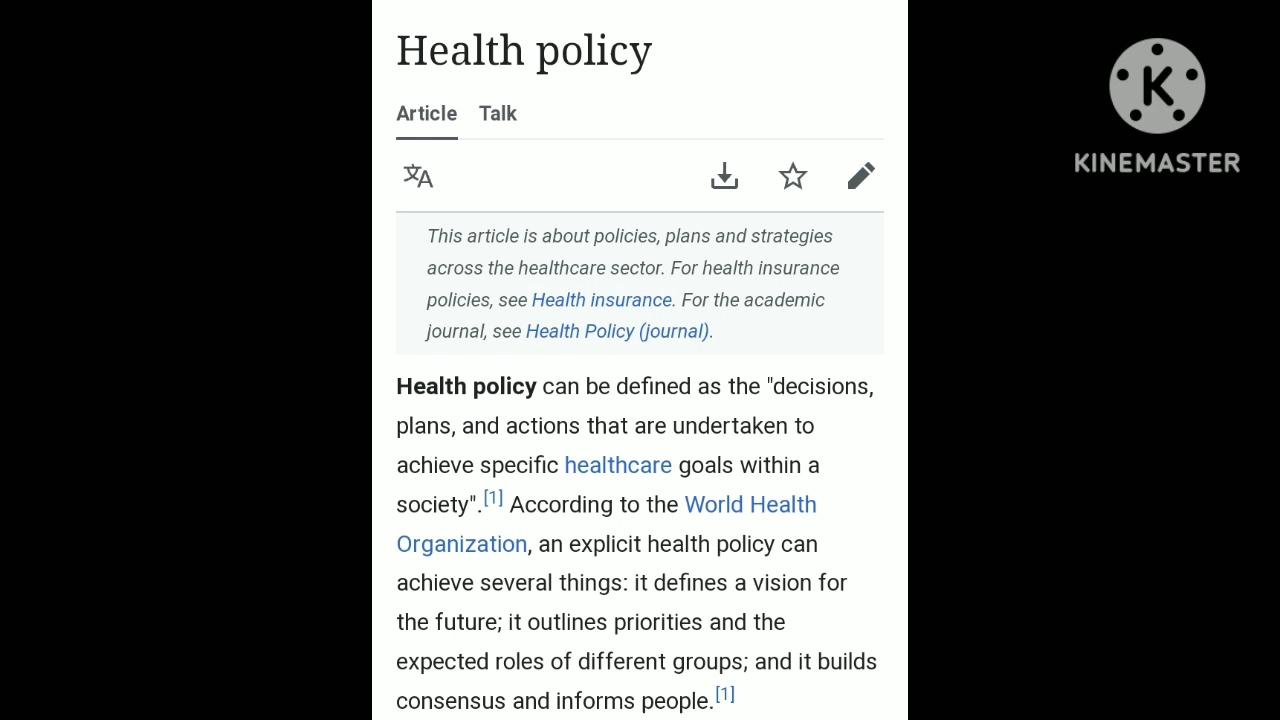 Health policy
Article Talk
This article is about policies, plans and strategies
across the healthcare sector. For health insurance
policies, see Health insurance. For the academic
journal, see Health Policy (journal).
Health policy can be defined as the "decisions,
plans, and actions that are undertaken to
achieve specific healthcare goals within a
society".[1] According to the World Health
Organization, an explicit health policy can
achieve several things: it defines a vision for
the future; it outlines priorities and the
expected roles of different groups; and it builds
consensus and informs people.[1]
K
KINEMASTER